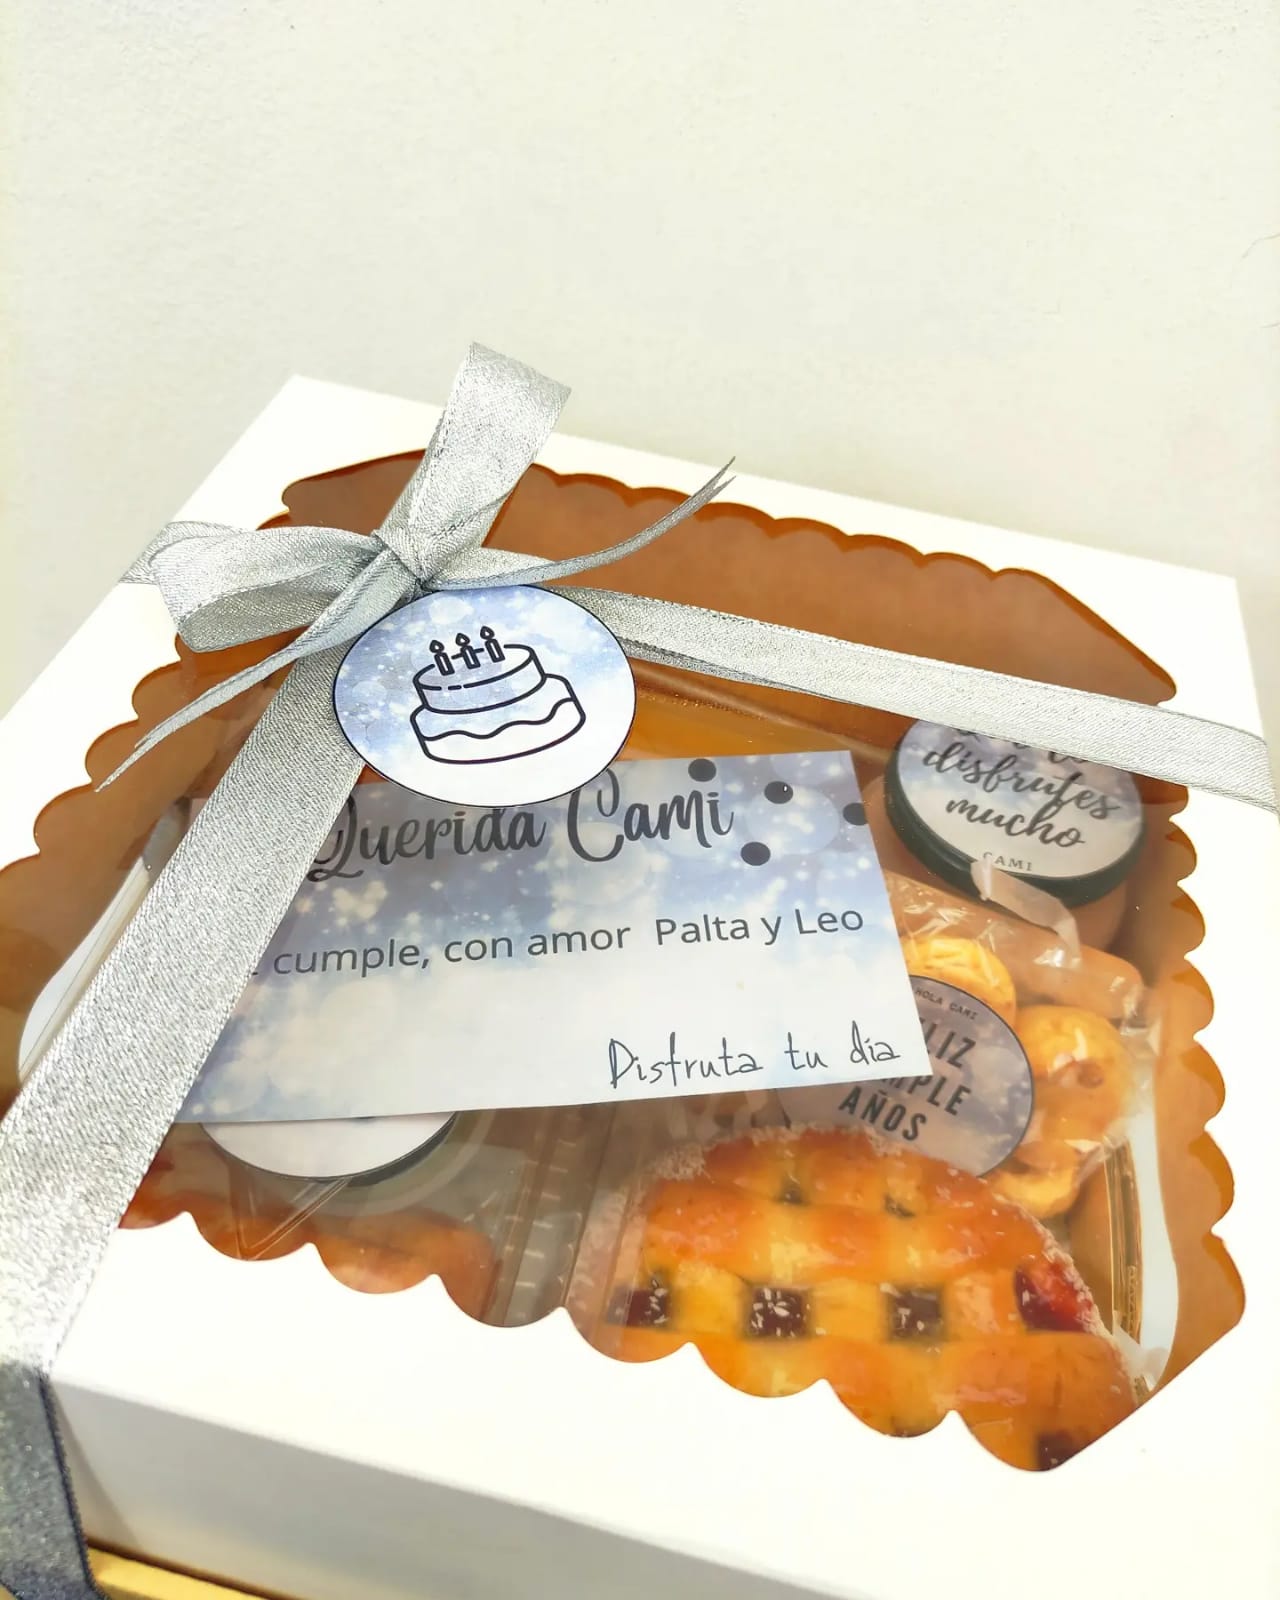 Querida Cami
cumple, con amor Palta y Leo
Disfruta tu día
disfrutes
mucho
CAMI
HOLA CAMI
AÑOS